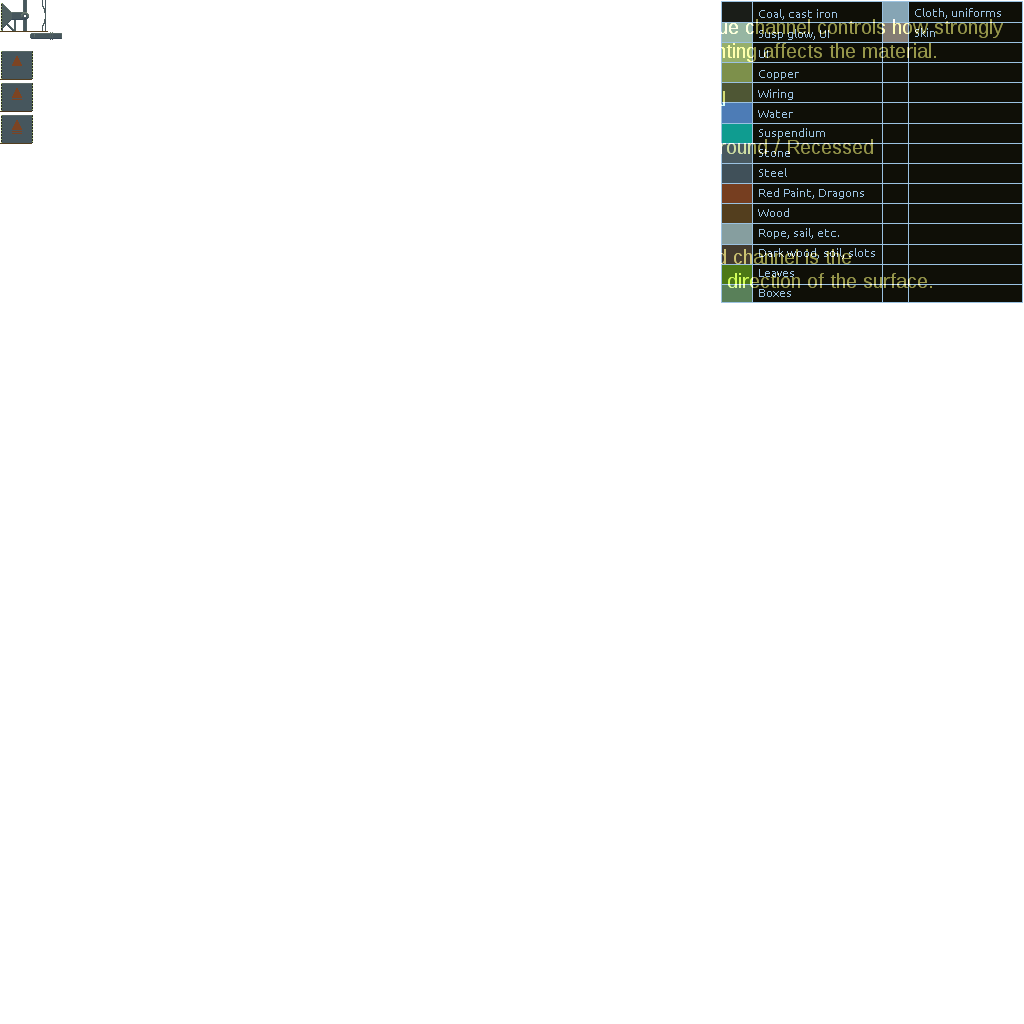 Coal, cast iron
Cloth, uniforms
ue channel controls how strongly
Susp glow, UI
Skin
nting affects the material.
UI
Copper
Wiring
Water
Suspendium
round / Recessed
Stone
Steel
Red Paint, Dragons
Wood
Rope, sail, etc.
Dark wood, soil, slots
d channel is the
Leaves
direction of the surface.
Boxes